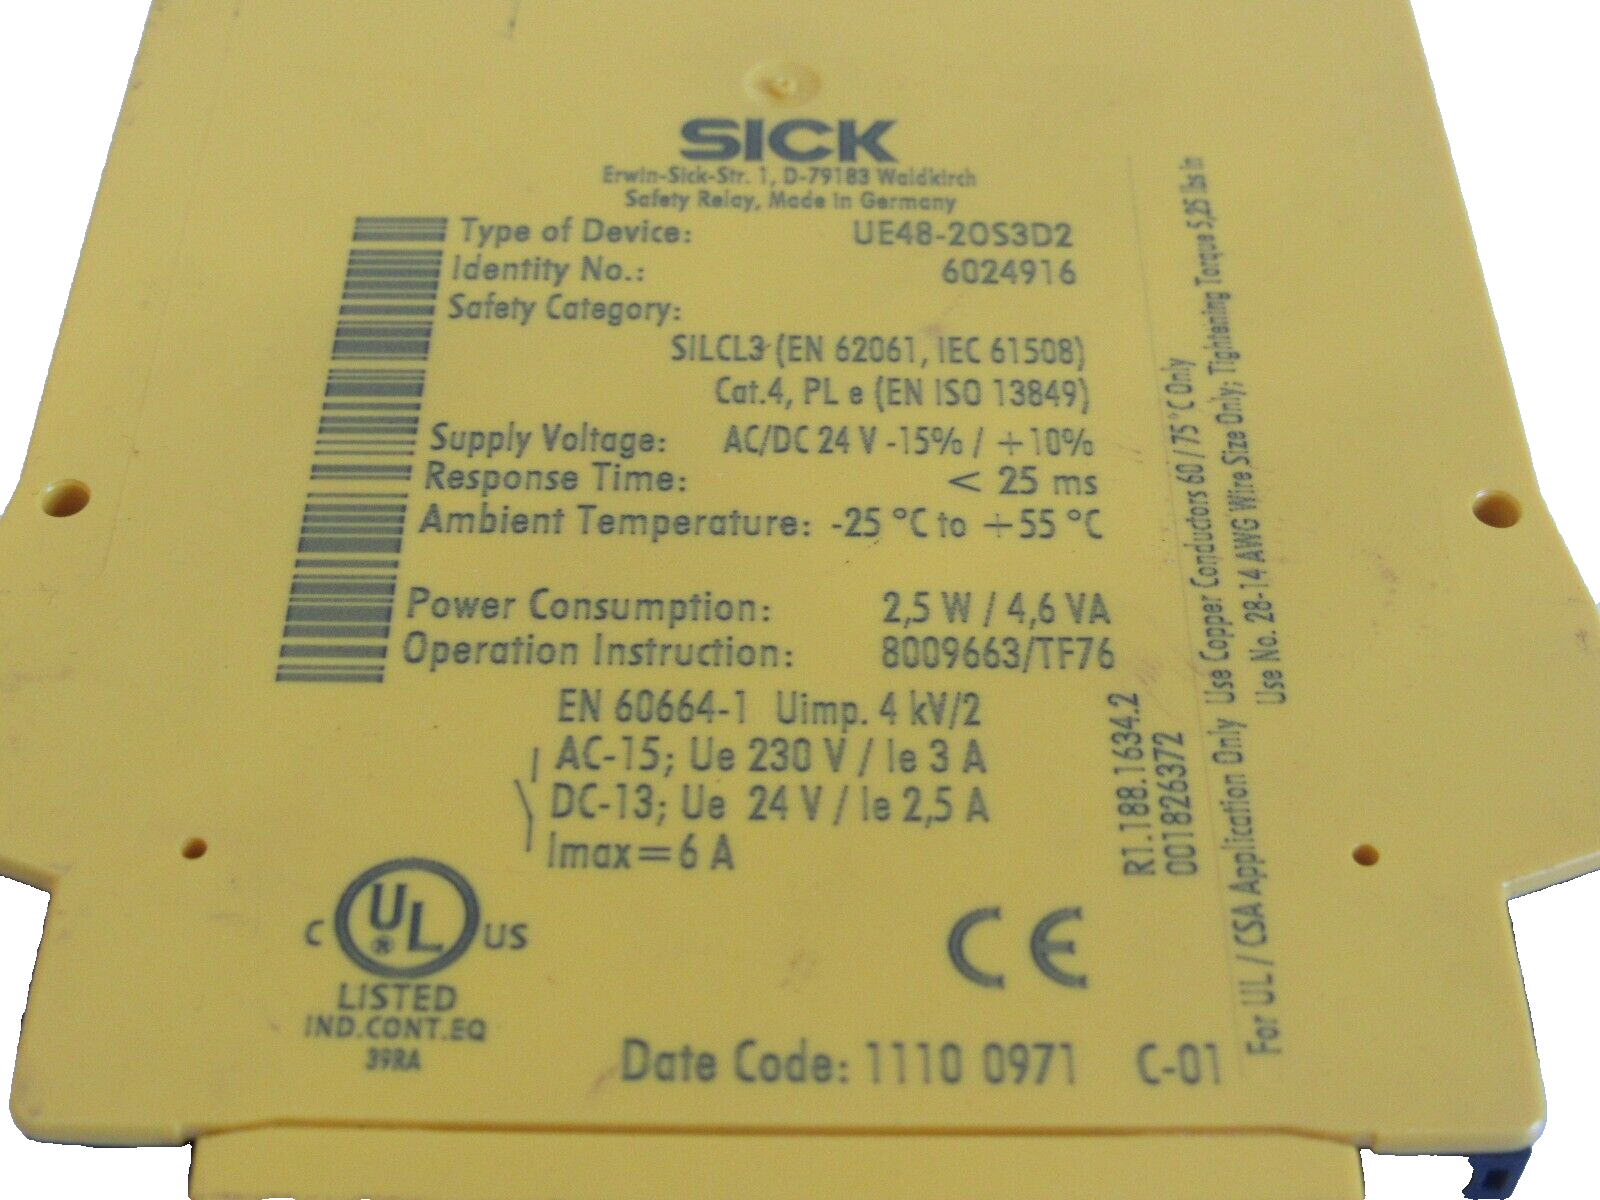 SICK
Erwin-Sick-Str. 1, D-79183 Waldkirch
Safety Relay, Made in Germany
Type of Device: UE48-2OS3D2
Identity No.: 6024916
Safety Category:
SILCL3 (EN 62061, IEC 61508)
Cat.4, PL e (EN ISO 13849)
Supply Voltage: AC/DC 24 V -15% / +10%
Response Time: < 25 ms
Ambient Temperature: -25 °C to +55 °C
Power Consumption: 2,5 W / 4,6 VA
Operation Instruction: 8009663/TF76
EN 60664-1 Uimp. 4 kV/2
AC-15; Ue 230 V / Ie 3 A
DC-13; Ue 24 V / Ie 2,5 A
Imax=6 A
C UL ® US
LISTED
IND.CONT.EQ
39RA
CE
Date Code: 1110 0971 C-01
R1.188.1634.2
001826372
For UL / CSA Application Only Use Copper Conductors 60 / 75°C Only
Use No. 28-14 AWG Wire Size Only; Tightening Torque 5,25 lbs in